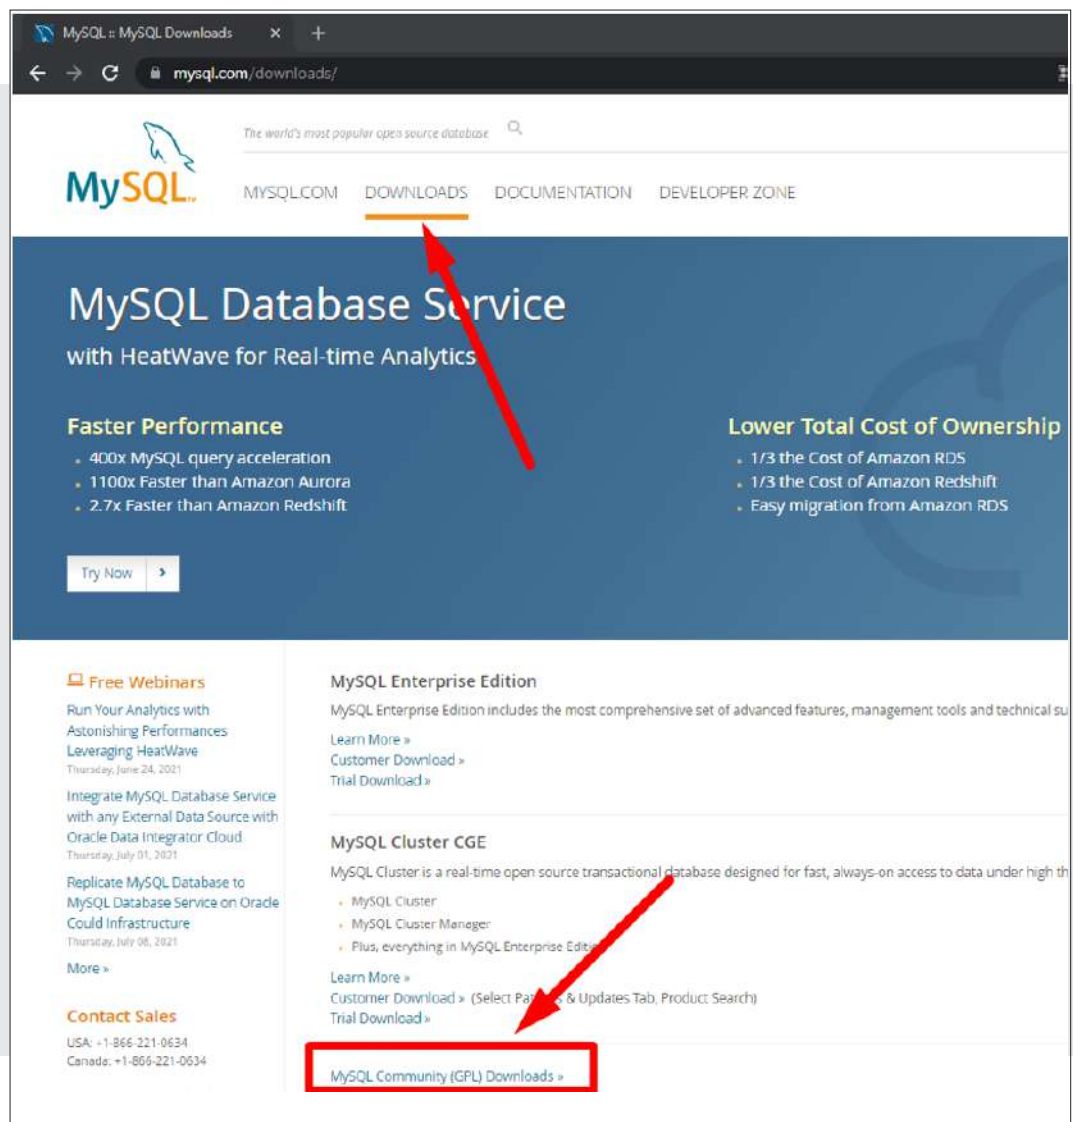 MySQL :: MySQL Downloads
mysql.com/downloads/
The world's most popular open source database
MySQL
MYSQL.COM DOWNLOADS DOCUMENTATION DEVELOPER ZONE
MySQL Database Service
with HeatWave for Real-time Analytics
Faster Performance
400x MySQL query acceleration
1100x Faster than Amazon Aurora
2.7x Faster than Amazon Redshift
Try Now
Lower Total Cost of Ownership
1/3 the Cost of Amazon RDS
1/3 the Cost of Amazon Redshift
Easy migration from Amazon RDS
Free Webinars
Run Your Analytics with
Astonishing Performances
Leveraging HeatWave
Thursday, June 24, 2021
Integrate MySQL Database Service
with any External Data Source with
Oracle Data Integrator Cloud
Thursday, July 01, 2021
Replicate MySQL Database to
MySQL Database Service on Oracle
Could Infrastructure
Thursday, July 08, 2021
More »
Contact Sales
USA: +1-866-221-0634
Canada: +1-866-221-0634
MySQL Enterprise Edition
MySQL Enterprise Edition includes the most comprehensive set of advanced features, management tools and technical su
Learn More »
Customer Download »
Trial Download »
MySQL Cluster CGE
MySQL Cluster is a real-time open source transactional database designed for fast, always-on access to data under high th
MySQL Cluster
MySQL Cluster Manager
Plus, everything in MySQL Enterprise Edition
Learn More »
Customer Download » (Select Patches & Updates Tab, Product Search)
Trial Download »
MySQL Community (GPL) Downloads »